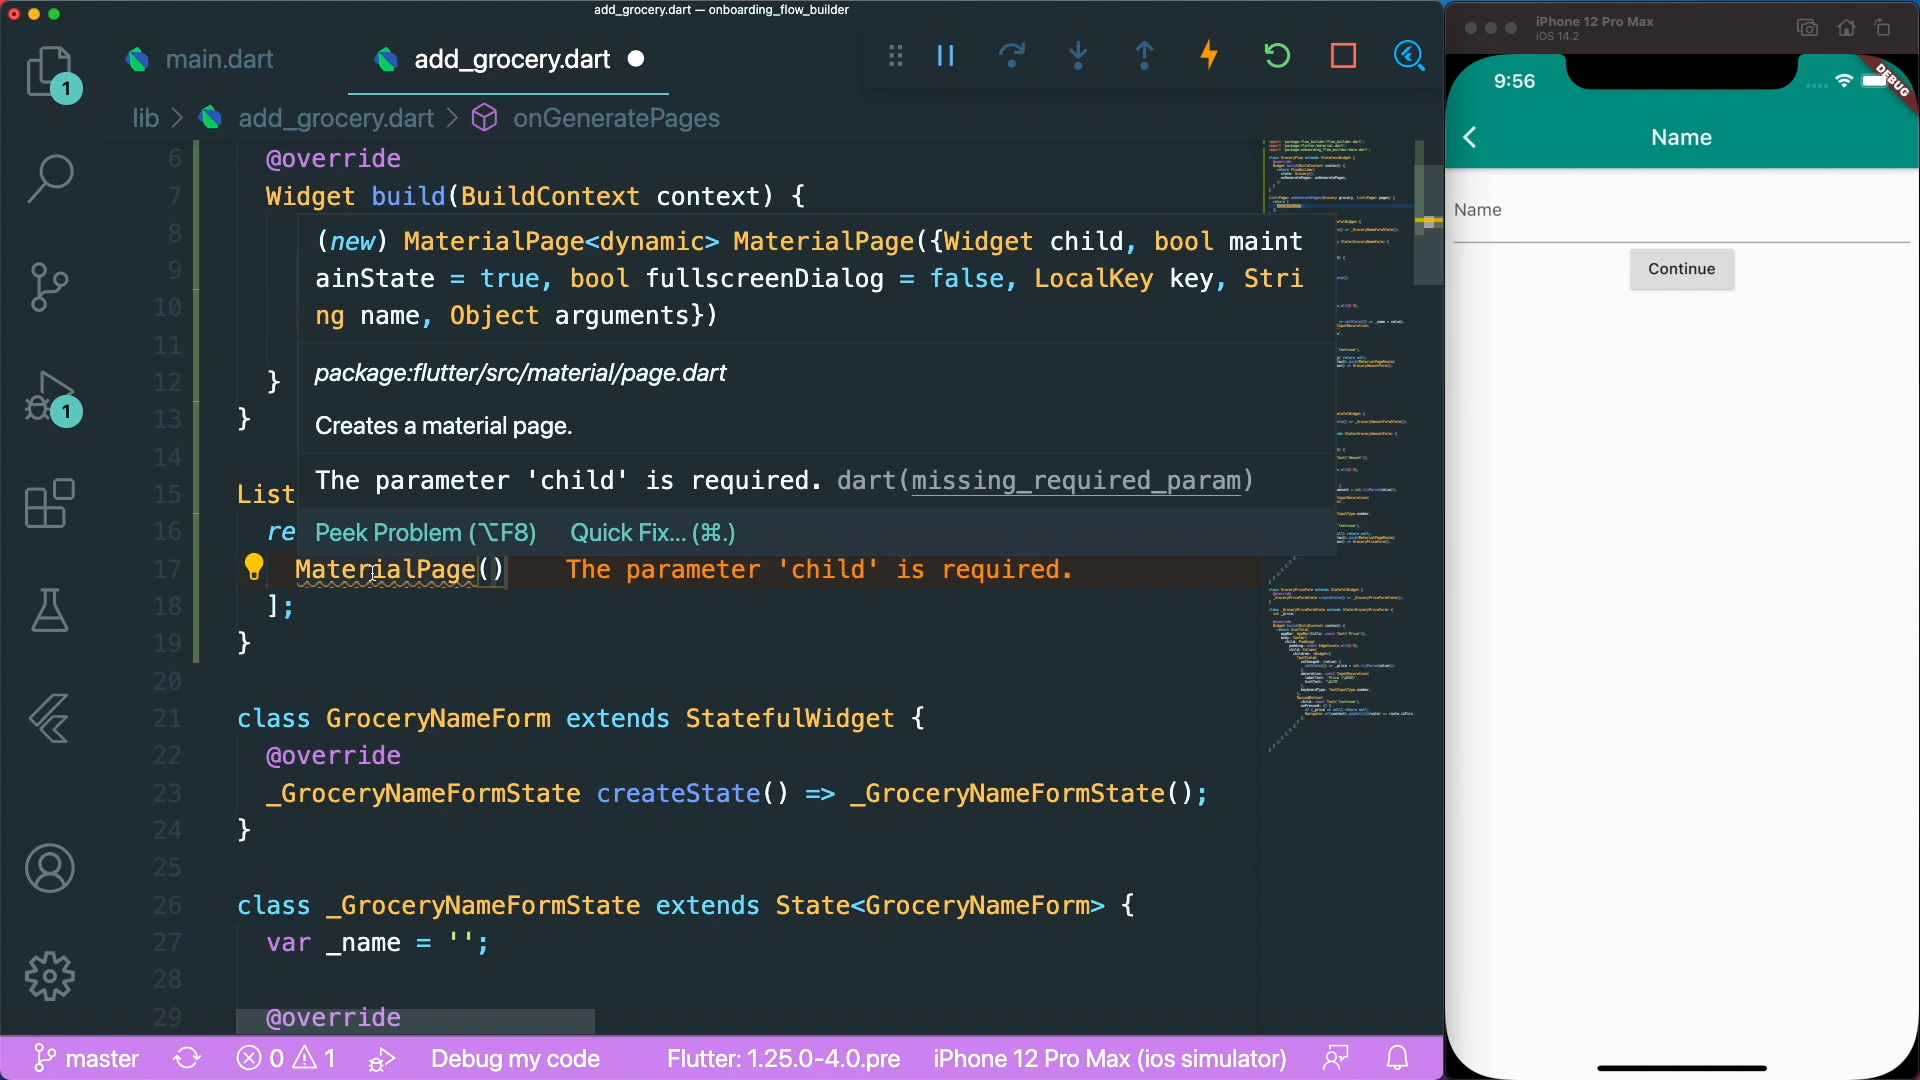 add_grocery.dart — onboarding_flow_builder
main.dart
add_grocery.dart
lib > add_grocery.dart > onGeneratePages
6 @override
7 Widget build(BuildContext context) {
8
9
10
11
12 }
13 }
14
15 List
16 re
17 MaterialPage() The parameter 'child' is required.
18 ];
19 }
20
21 class GroceryNameForm extends StatefulWidget {
22 @override
23 _GroceryNameFormState createState() => _GroceryNameFormState();
24 }
25
26 class _GroceryNameFormState extends State<GroceryNameForm> {
27 var _name = '';
28
29 @override
(new) MaterialPage<dynamic> MaterialPage({Widget child, bool maint
ainState = true, bool fullscreenDialog = false, LocalKey key, Stri
ng name, Object arguments})
package:flutter/src/material/page.dart
Creates a material page.
The parameter 'child' is required. dart(missing_required_param)
Peek Problem (⌥F8) Quick Fix... (⌘.)
1
1
master 0 1 Debug my code Flutter: 1.25.0-4.0.pre iPhone 12 Pro Max (ios simulator)
iPhone 12 Pro Max
iOS 14.2
9:56
DEBUG
Name
Name
Continue